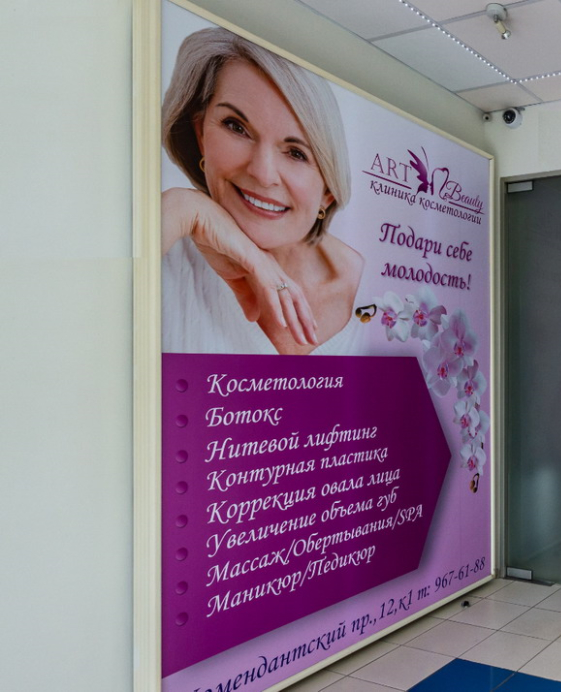 ART Beauty
клиника косметологии
Подари себе
молодость!
Косметология
Ботокс
Нитевой лифтинг
Контурная пластика
Коррекция овала лица
Увеличение объема губ
Массаж/Обертывания/SPA
Маникюр/Педикюр
омендантский пр.,12,к1 т: 967-61-88